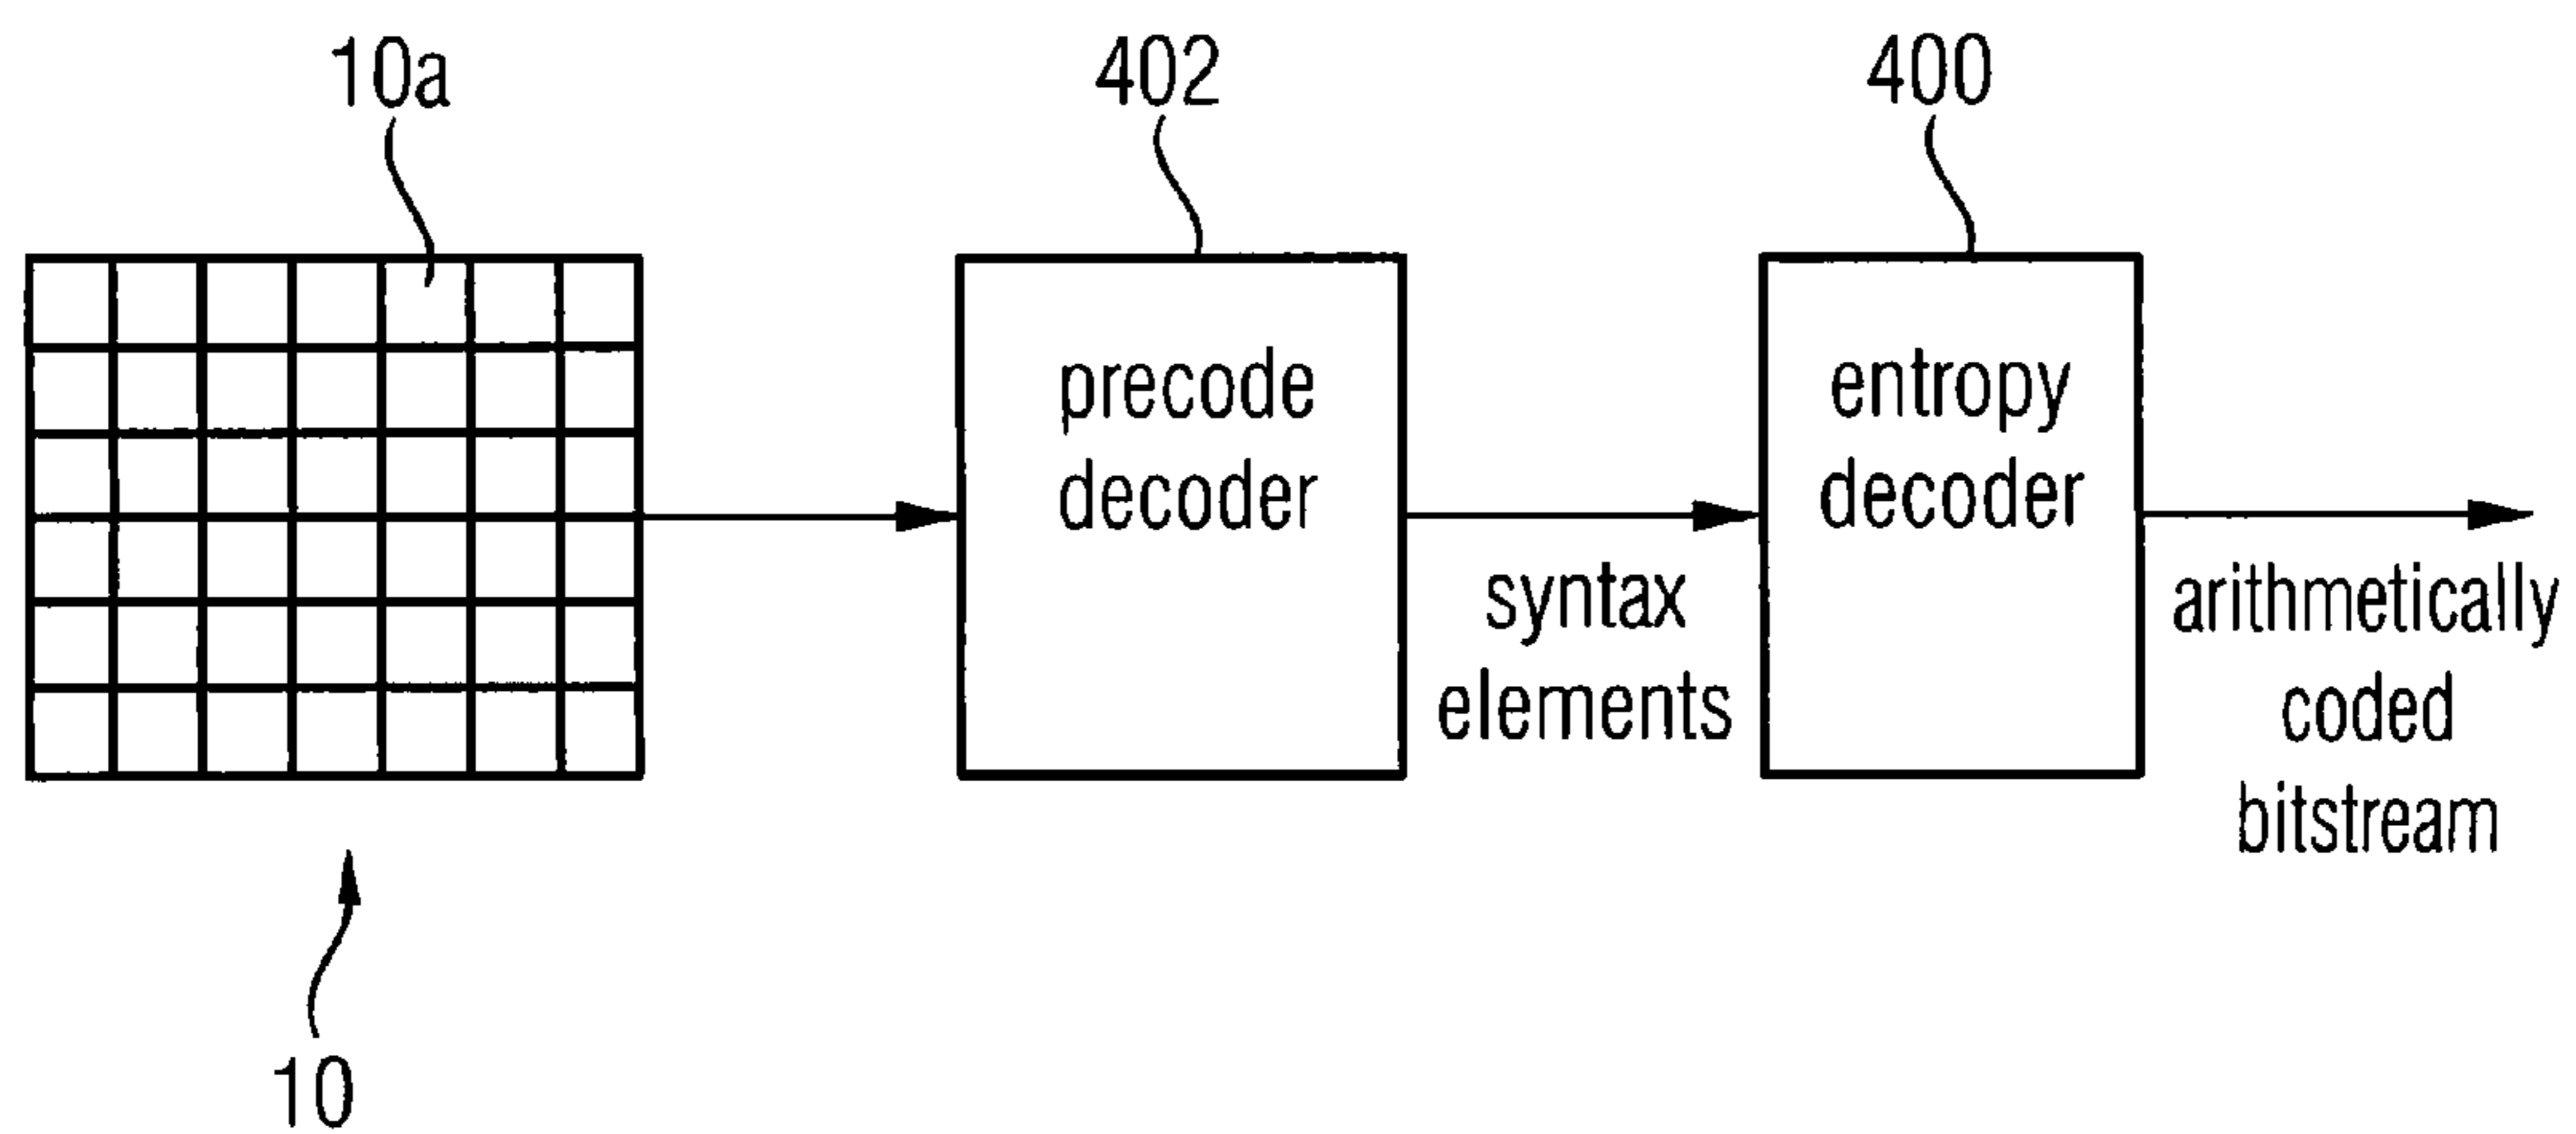 10a
402
400
precode
decoder
entropy
decoder
syntax
elements
arithmetically
coded
bitstream
10